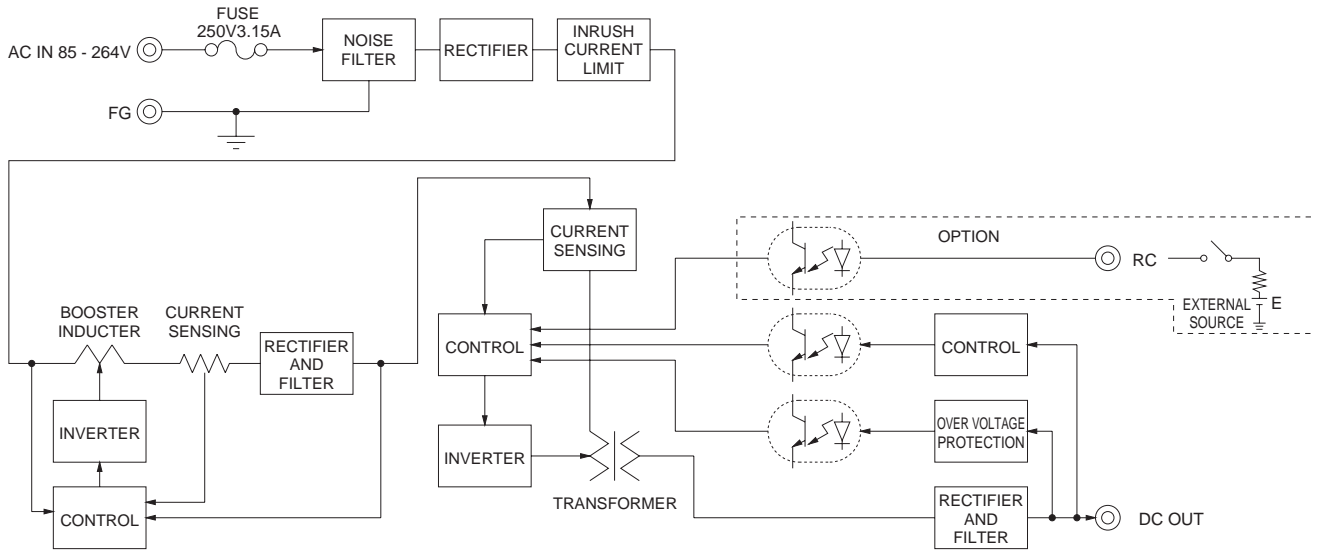 FUSE
250V3.15A
AC IN 85 - 264V
NOISE
FILTER
RECTIFIER
INRUSH
CURRENT
LIMIT
FG
CURRENT
SENSING
OPTION
RC
E
EXTERNAL
SOURCE
BOOSTER
INDUCTER
CURRENT
SENSING
RECTIFIER
AND
FILTER
CONTROL
CONTROL
INVERTER
INVERTER
OVER VOLTAGE
PROTECTION
TRANSFORMER
CONTROL
RECTIFIER
AND
FILTER
DC OUT